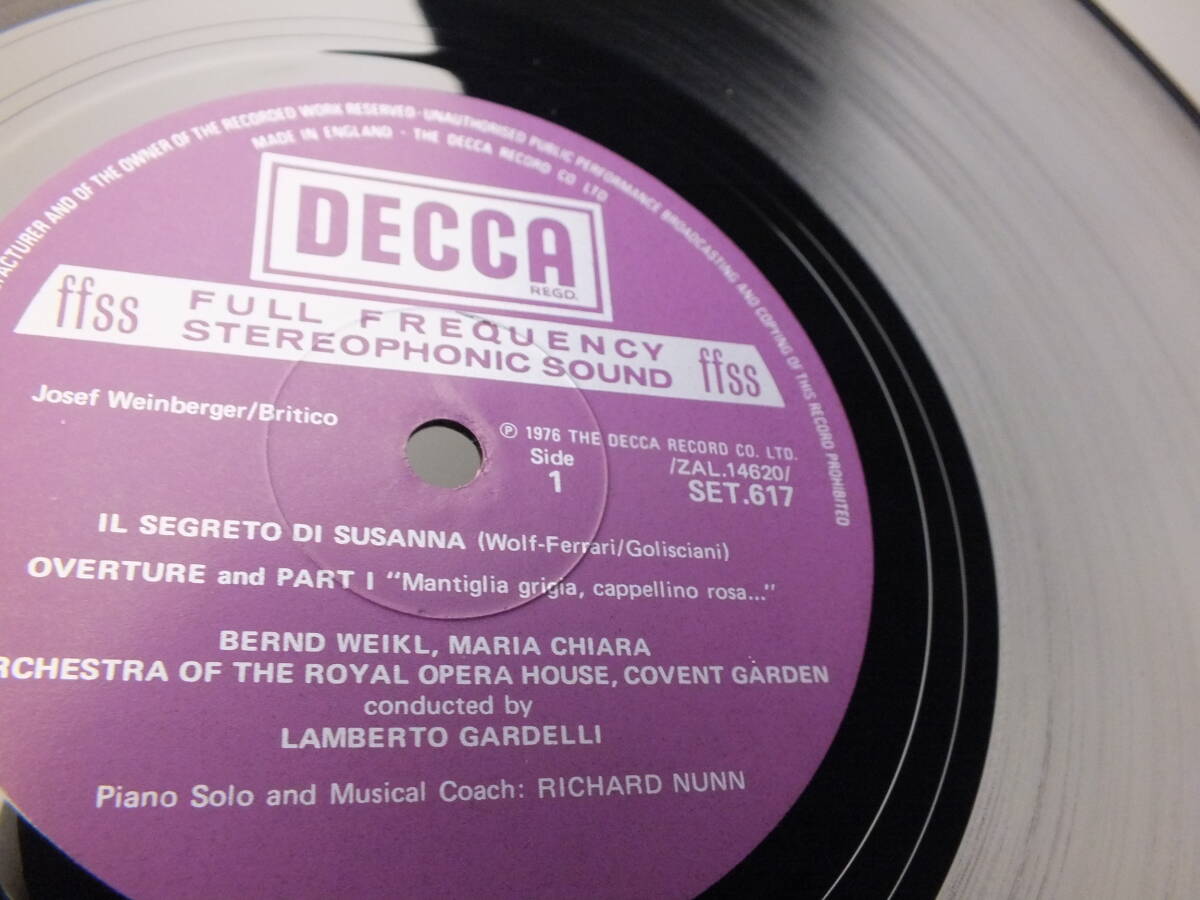 AND OF THE OWNER OF THE RECORDED WORK RESERVED · UNAUTHORISED PUBLIC PERFORMANCE BROADCASTING AND COPYING OF THIS RECORD PROHIBITED
MADE IN ENGLAND · THE DECCA RECORD CO LTD
DECCA
REGD.
ffss FULL FREQUENCY ffss
STEREOPHONIC SOUND
Josef Weinberger/Britico
℗ 1976 THE DECCA RECORD CO. LTD.
Side /ZAL.14620/
1 SET.617
IL SEGRETO DI SUSANNA (Wolf-Ferrari/Golisciani)
OVERTURE and PART I "Mantiglia grigia, cappellino rosa..."
BERND WEIKL, MARIA CHIARA
RCHESTRA OF THE ROYAL OPERA HOUSE, COVENT GARDEN
conducted by
LAMBERTO GARDELLI
Piano Solo and Musical Coach: RICHARD NUNN